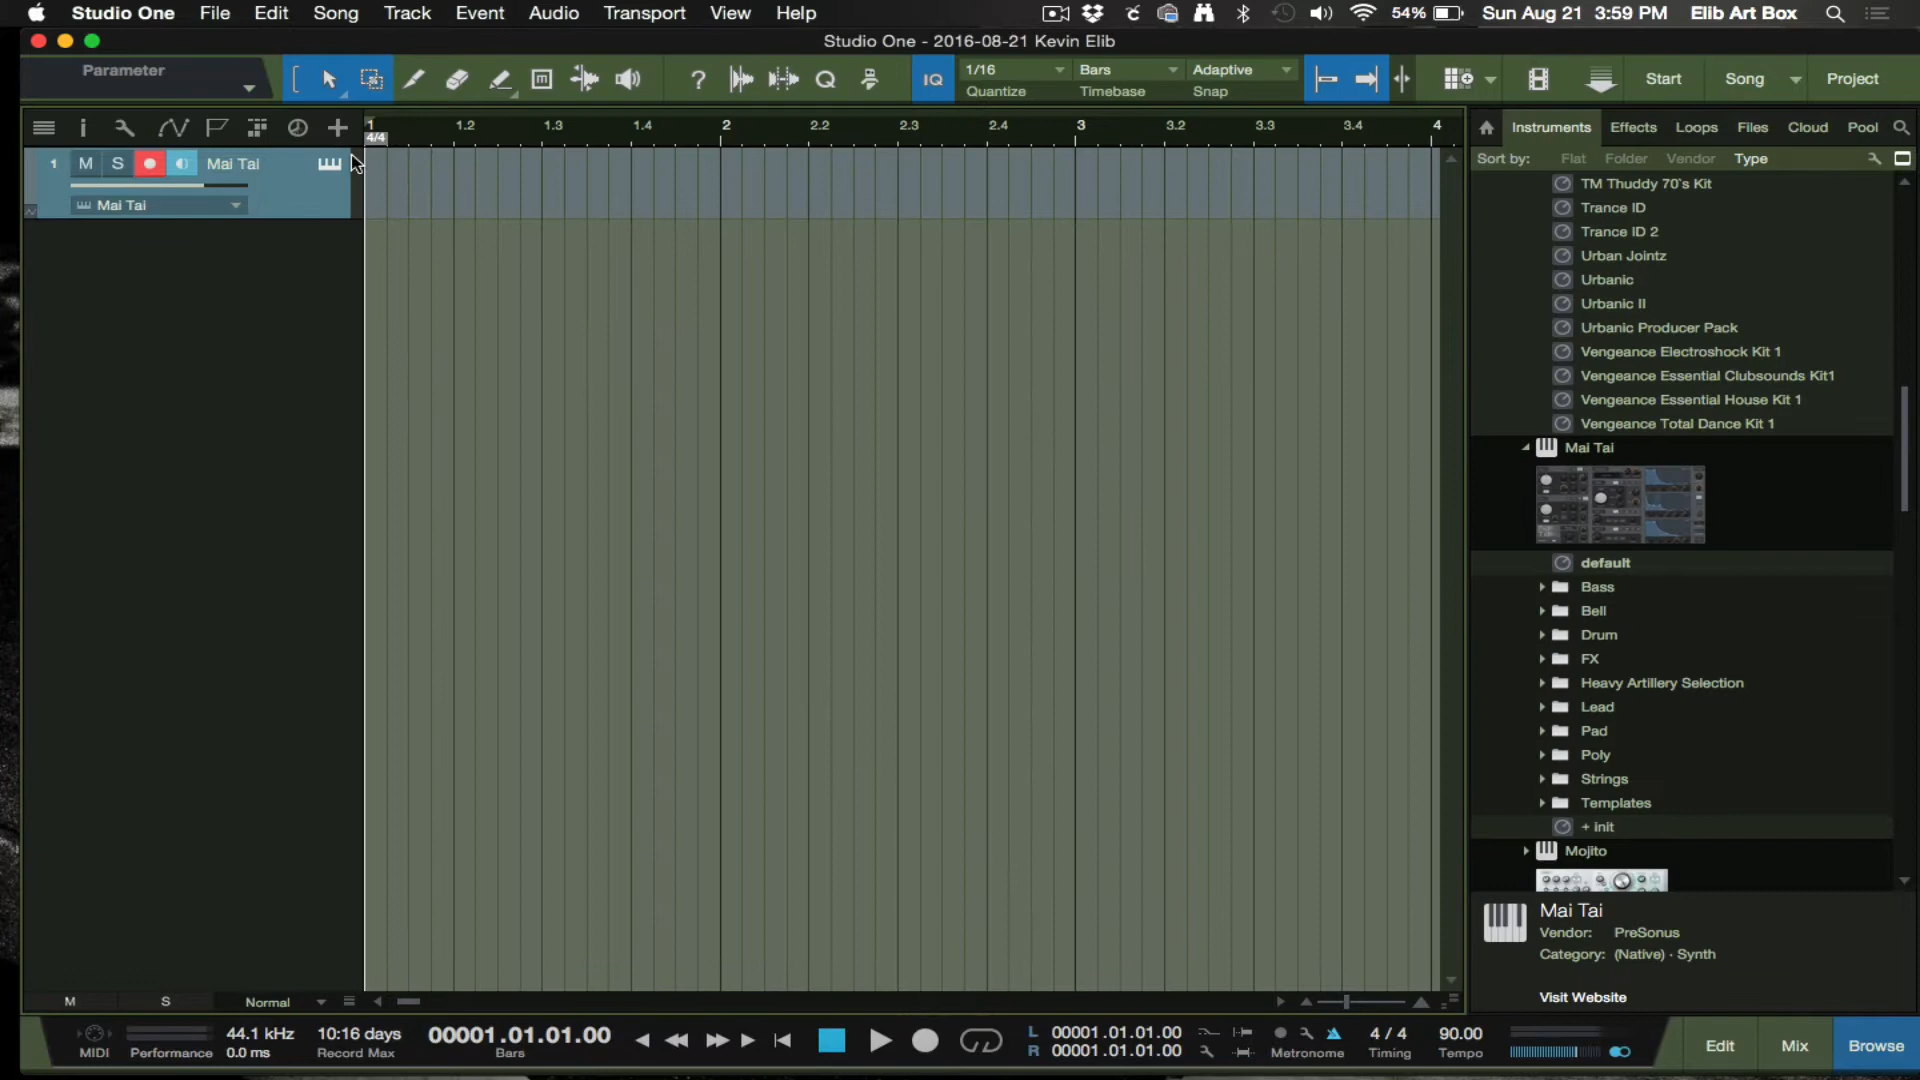 Studio One File Edit Song Track Event Audio Transport View Help 54% Sun Aug 21 3:59 PM Elib Art Box
Studio One - 2016-08-21 Kevin Elib
Parameter
? IQ 1/16 Bars Adaptive Start Song Project
Quantize Timebase Snap
1 1.2 1.3 1.4 2 2.2 2.3 2.4 3 3.2 3.3 3.4 4
4/4
Instruments Effects Loops Files Cloud Pool
Sort by: Flat Folder Vendor Type
1 M S Mai Tai
Mai Tai
TM Thuddy 70`s Kit
Trance ID
Trance ID 2
Urban Jointz
Urbanic
Urbanic II
Urbanic Producer Pack
Vengeance Electroshock Kit 1
Vengeance Essential Clubsounds Kit1
Vengeance Essential House Kit 1
Vengeance Total Dance Kit 1
Mai Tai
default
Bass
Bell
Drum
FX
Heavy Artillery Selection
Lead
Pad
Poly
Strings
Templates
+ init
Mojito
Mai Tai
Vendor: PreSonus
Category: (Native) · Synth
Visit Website
M S Normal
MIDI Performance
44.1 kHz
0.0 ms
10:16 days
Record Max
00001.01.01.00
Bars
L 00001.01.01.00
R 00001.01.01.00
Metronome
4 / 4
Timing
90.00
Tempo
Edit Mix Browse